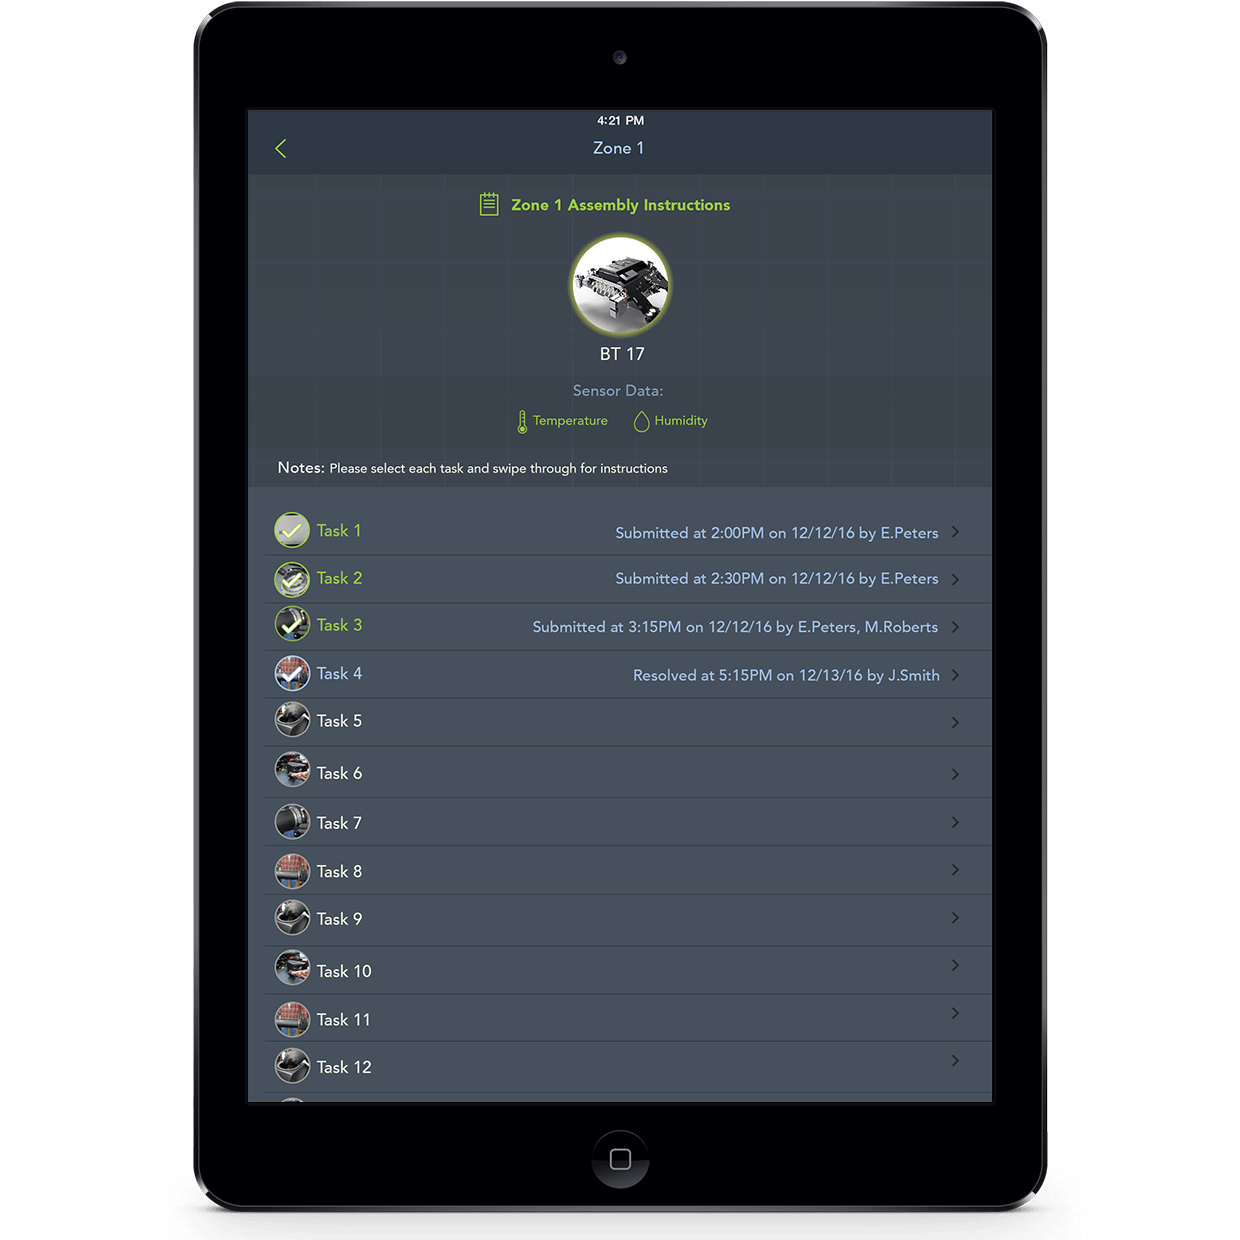 4:21 PM
Zone 1
Zone 1 Assembly Instructions
BT 17
Sensor Data:
Temperature Humidity
Notes: Please select each task and swipe through for instructions
Task 1 Submitted at 2:00PM on 12/12/16 by E.Peters
Task 2 Submitted at 2:30PM on 12/12/16 by E.Peters
Task 3 Submitted at 3:15PM on 12/12/16 by E.Peters, M.Roberts
Task 4 Resolved at 5:15PM on 12/13/16 by J.Smith
Task 5
Task 6
Task 7
Task 8
Task 9
Task 10
Task 11
Task 12